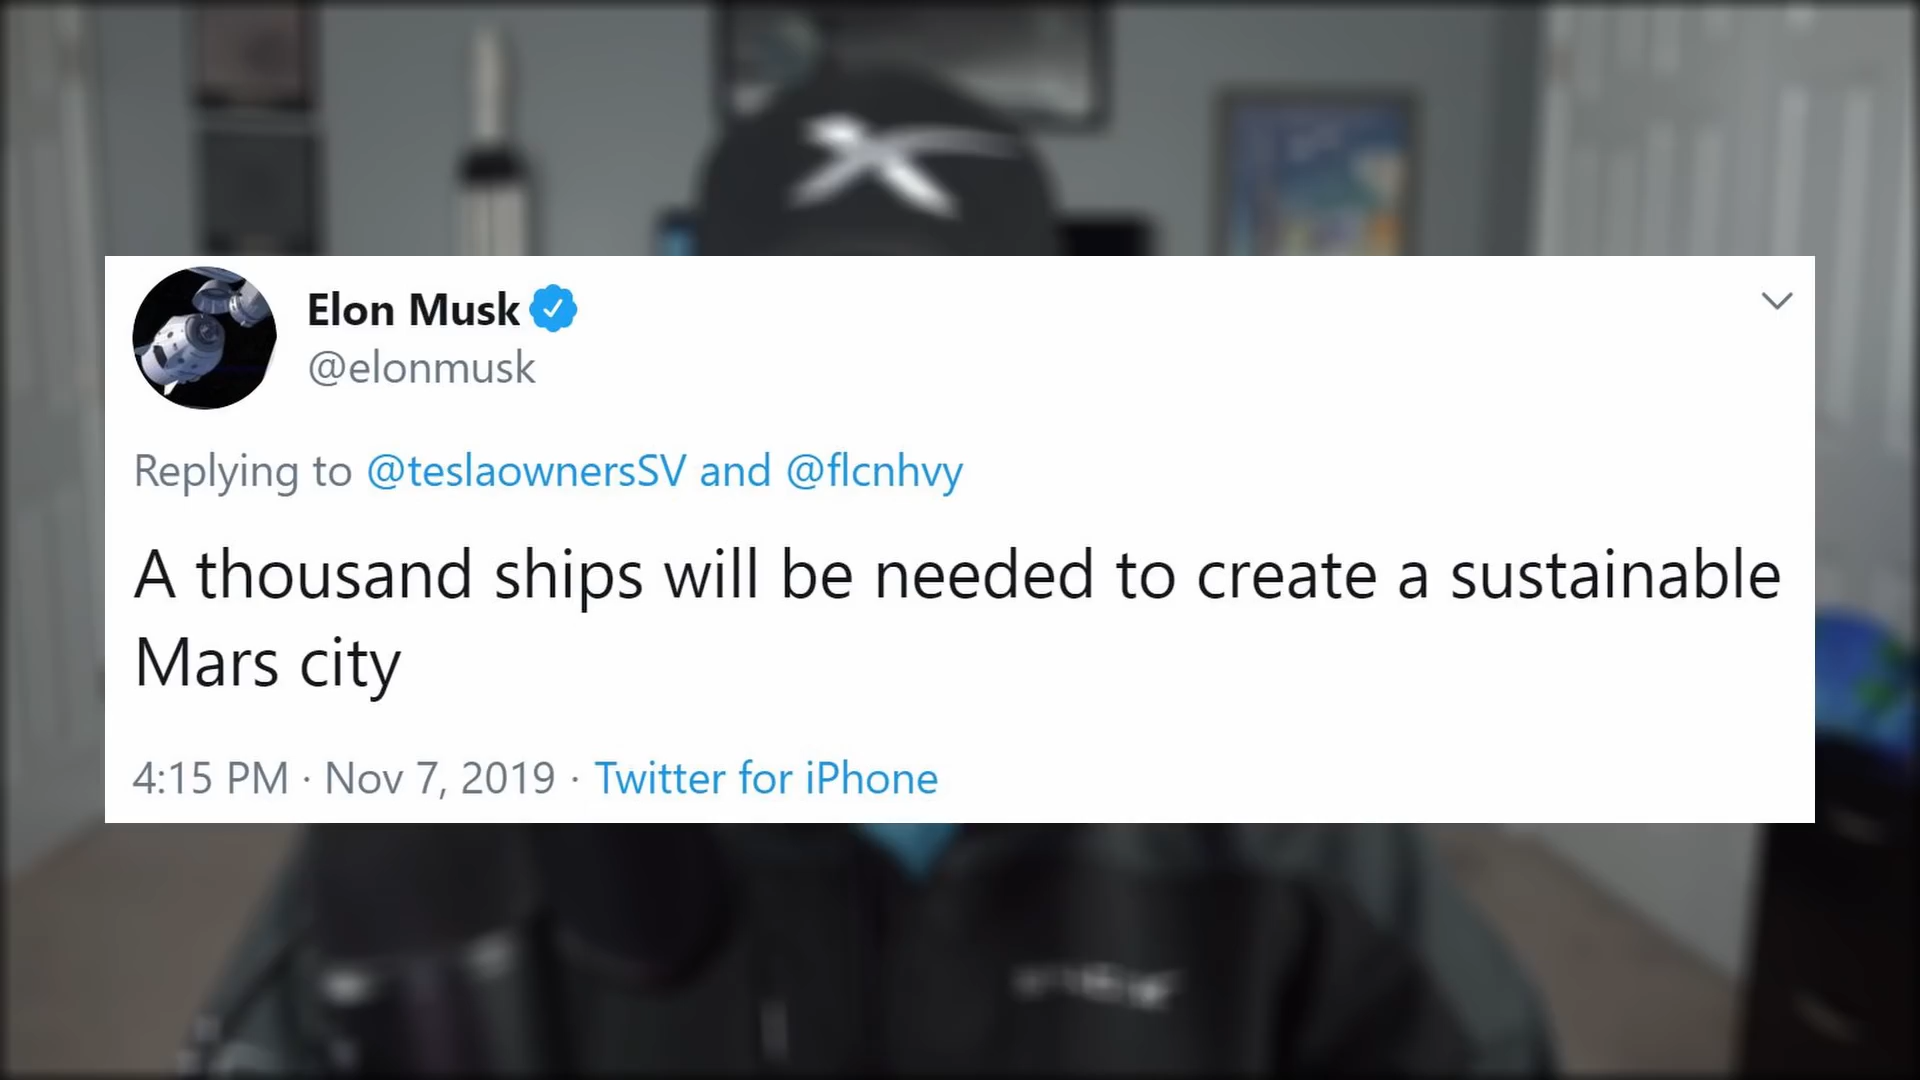 Elon Musk
@elonmusk
Replying to @teslaownersSV and @flcnhvy
A thousand ships will be needed to create a sustainable
Mars city
4:15 PM · Nov 7, 2019 · Twitter for iPhone